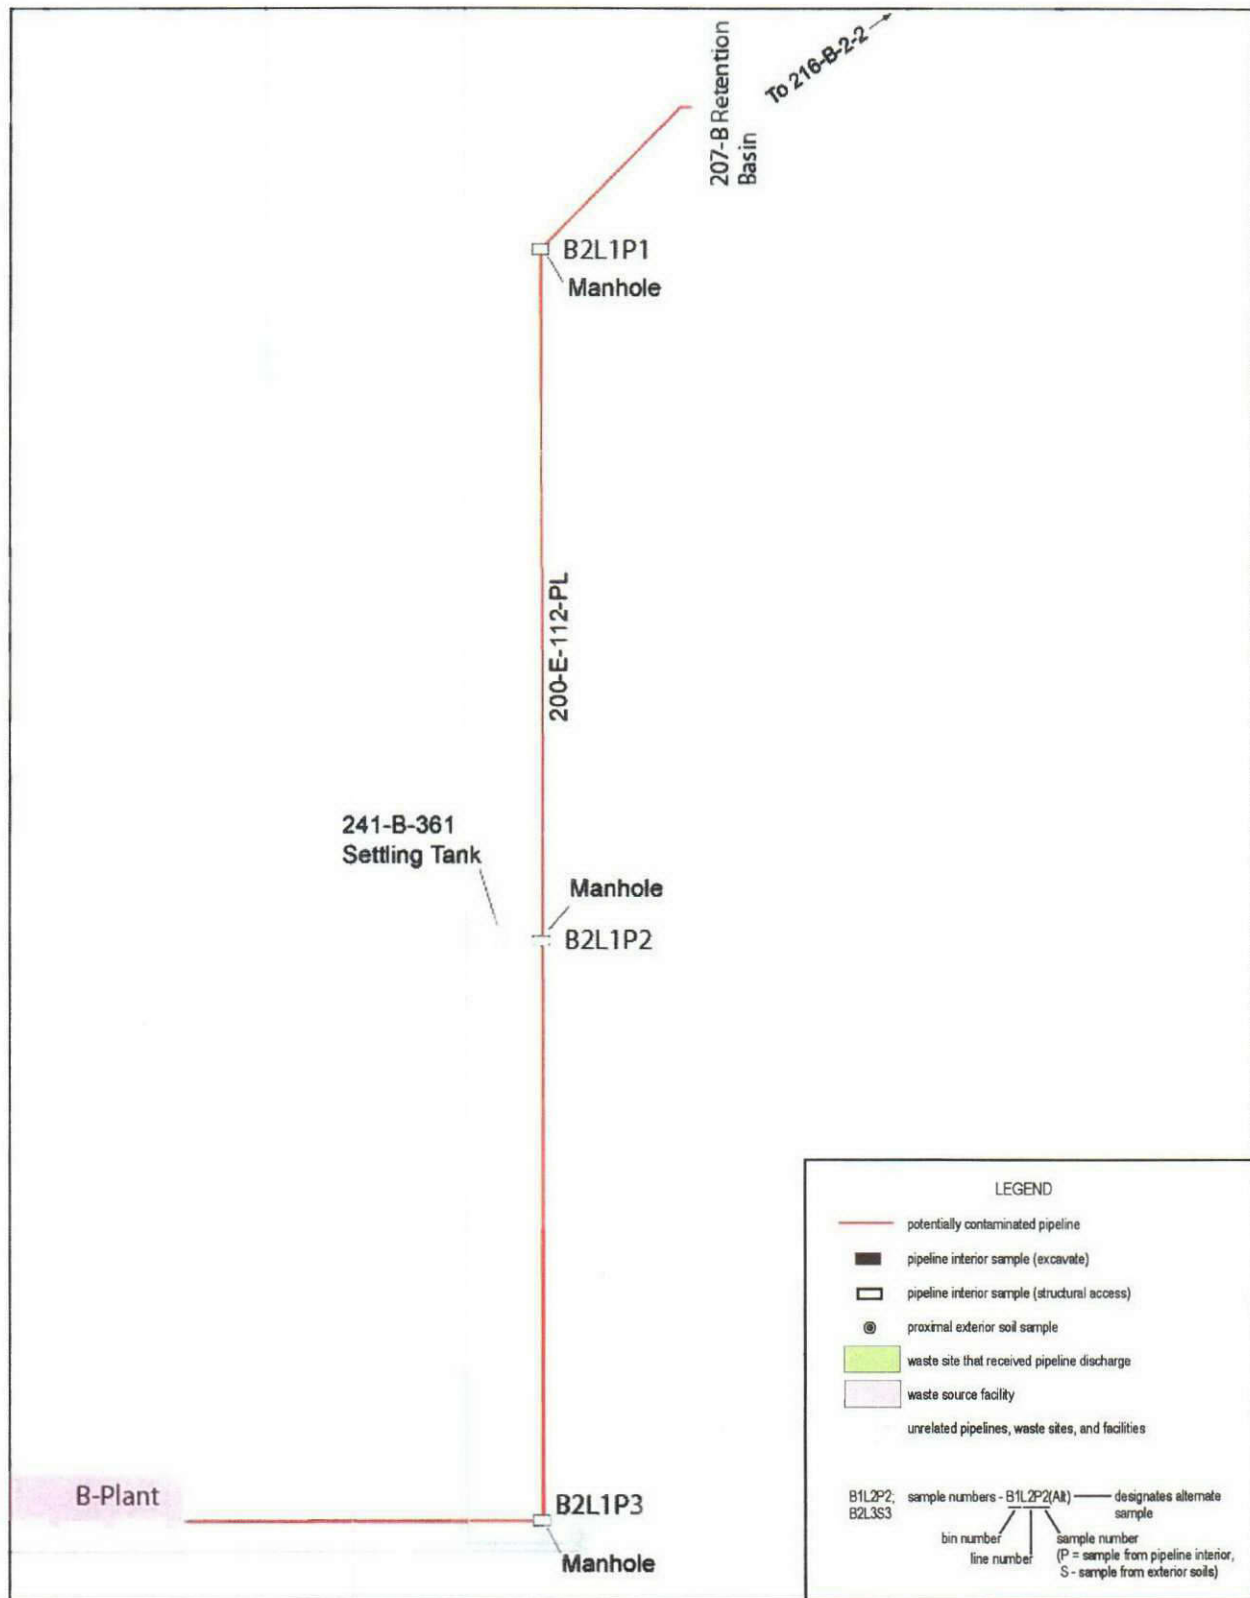 To 216-B-2-2
207-B Retention
Basin
B2L1P1
Manhole
200-E-112-PL
241-B-361
Settling Tank
Manhole
B2L1P2
B-Plant
B2L1P3
Manhole
LEGEND
potentially contaminated pipeline
pipeline interior sample (excavate)
pipeline interior sample (structural access)
proximal exterior soil sample
waste site that received pipeline discharge
waste source facility
unrelated pipelines, waste sites, and facilities
B1L2P2; sample numbers - B1L2P2(Alt) designates alternate
B2L3S3 sample
bin number sample number
line number (P = sample from pipeline interior,
S - sample from exterior soils)